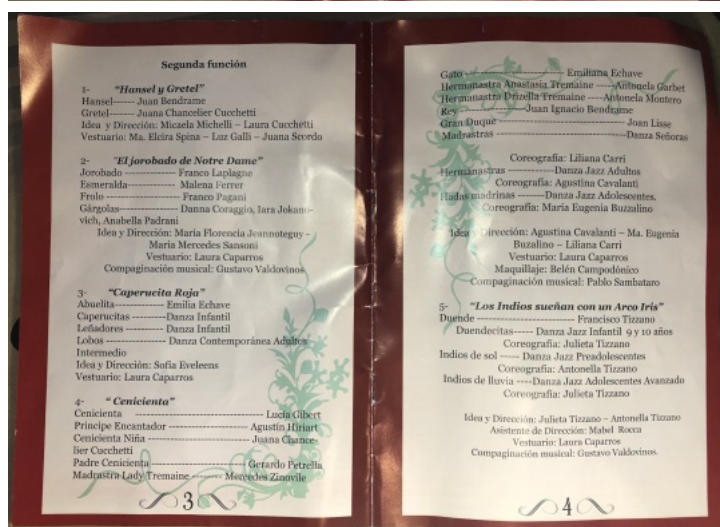 Segunda función
1- "Hansel y Gretel"
Hansel------ Juan Bendrame
Gretel------ Juana Chancelier Cucchetti
Idea y Dirección: Micaela Michelli – Laura Cucchetti
Vestuario: Ma. Elcira Spina – Luz Galli – Juana Scordo
2- "El jorobado de Notre Dame"
Jorobado ------------- Franco Laplagne
Esmeralda------------ Malena Ferrer
Frolo ----------- Franco Pagani
Gárgolas--------------- Danna Coraggio, Iara Jokano-
vich, Anabella Padrani
Idea y Dirección: María Florencia Jeannoteguy -
Maria Mercedes Sansoni
Vestuario: Laura Caparros
Compaginación musical: Gustavo Valdovinos
3- "Caperucita Roja"
Abuelita------------- Emilia Echave
Caperucitas --------- Danza Infantil
Leñadores ---------- Danza Infantil
Lobos ---------- Danza Contemporánea Adultos
Intermedio
Idea y Dirección: Sofía Eveleens
Vestuario: Laura Caparros
4- " Cenicienta"
Cenicienta ---------------------- Lucía Gibert
Principe Encantador --------------- Agustín Hiriart
Cenicienta Niña ----------------- Juana Chance-
lier Cucchetti
Padre Cenicienta ---------------- Gerardo Petrella
Madrastra Lady Tremaine ------- Mercedes Zinovile
3
Gato ----------------- Emiliana Echave
Hermanastra Anastasia Tremaine ----Antonela Garbet
Hermanastra Drizella Tremaine ----Antonela Montero
Rey -----------------Juan Ignacio Bendrame
Gran Duque ---------------------- Joan Lisse
Madrastras ----------------------Danza Señoras
Coreografía: Liliana Carri
Hermanastras ------------Danza Jazz Adultos
Coreografía: Agustina Cavalanti
Hadas madrinas -------Danza Jazz Adolescentes.
Coreografía: María Eugenia Buzzalino
Idea y Dirección: Agustina Cavalanti – Ma. Eugenia
Buzalino – Liliana Carri
Vestuario: Laura Caparros
Maquillaje: Belén Campodónico
Compaginación musical: Pablo Sambataro
5- "Los Indios sueñan con un Arco Iris"
Duende ------------------------ Francisco Tizzano
Duendecitas----- Danza Jazz Infantil 9 y 10 años
Coreografía: Julieta Tizzano
Indios de sol ----- Danza Jazz Preadolescentes
Coreografía: Antonella Tizzano
Indios de lluvia ----Danza Jazz Adolescentes Avanzado
Coreografía: Julieta Tizzano
Idea y Dirección: Julieta Tizzano – Antonella Tizzano
Asistente de Dirección: Mabel Rocca
Vestuario: Laura Caparros
Compaginación musical: Gustavo Valdovinos.
4